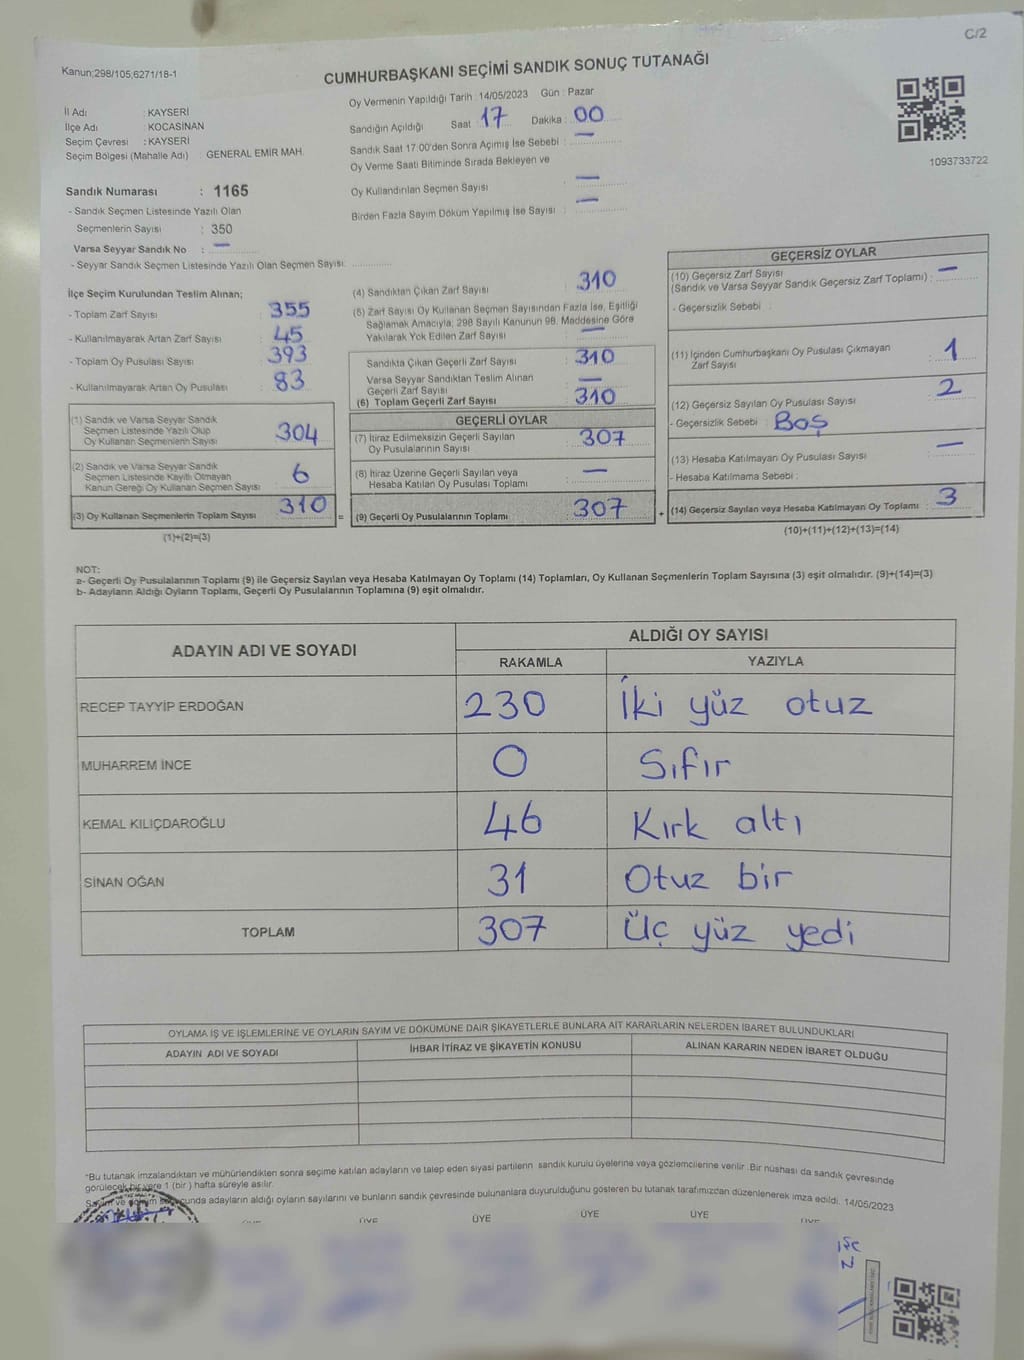 C/2
Kanun;298/105,6271/18-1
CUMHURBAŞKANI SEÇİMİ SANDIK SONUÇ TUTANAĞI
1093733722
İl Adı : KAYSERİ
İlçe Adı : KOCASİNAN
Seçim Çevresi : KAYSERİ
Seçim Bölgesi (Mahalle Adı) : GENERAL EMİR MAH.
Sandık Numarası : 1165
- Sandık Seçmen Listesinde Yazılı Olan
Seçmenlerin Sayısı : 350
Varsa Seyyar Sandık No : —
- Seyyar Sandık Seçmen Listesinde Yazılı Olan Seçmen Sayısı:
Oy Vermenin Yapıldığı Tarih : 14/05/2023 Gün : Pazar
Sandığın Açıldığı Saat : 17 Dakika : 00
Sandık Saat 17:00'den Sonra Açımış İse Sebebi : —
Oy Verme Saati Bitiminde Sırada Bekleyen ve
Oy Kullandırılan Seçmen Sayısı : —
Birden Fazla Sayım Döküm Yapılmış İse Sayısı : —
İlçe Seçim Kurulundan Teslim Alınan;
- Toplam Zarf Sayısı : 355
- Kullanılmayarak Artan Zarf Sayısı : 45
- Toplam Oy Pusulası Sayısı : 393
- Kullanılmayarak Artan Oy Pusulası : 83
(1) Sandık ve Varsa Seyyar Sandık
Seçmen Listesinde Yazılı Olup
Oy Kullanan Seçmenlerin Sayısı : 304
(2) Sandık ve Varsa Seyyar Sandık
Seçmen Listesinde Kayıtlı Olmayan
Kanun Gereği Oy Kullanan Seçmen Sayısı : 6
(3) Oy Kullanan Seçmenlerin Toplam Sayısı : 310
(1)+(2)=(3)
(4) Sandıktan Çıkan Zarf Sayısı : 310
(5) Zarf Sayısı Oy Kullanan Seçmen Sayısından Fazla İse, Eşitliği
Sağlamak Amacıyla; 298 Sayılı Kanunun 98. Maddesine Göre
Yakılarak Yok Edilen Zarf Sayısı : —
Sandıkta Çıkan Geçerli Zarf Sayısı : 310
Varsa Seyyar Sandıktan Teslim Alınan
Geçerli Zarf Sayısı : —
(6) Toplam Geçerli Zarf Sayısı : 310
GEÇERLİ OYLAR
(7) İtiraz Edilmeksizin Geçerli Sayılan
Oy Pusulalarının Sayısı : 307
(8) İtiraz Üzerine Geçerli Sayılan veya
Hesaba Katılan Oy Pusulası Toplamı : —
= (9) Geçerli Oy Pusulalarının Toplamı : 307
GEÇERSİZ OYLAR
(10) Geçersiz Zarf Sayısı
(Sandık ve Varsa Seyyar Sandık Geçersiz Zarf Toplamı) : —
- Geçersizlik Sebebi :
(11) İçinden Cumhurbaşkanı Oy Pusulası Çıkmayan
Zarf Sayısı : 1
(12) Geçersiz Sayılan Oy Pusulası Sayısı : 2
- Geçersizlik Sebebi : Boş
(13) Hesaba Katılmayan Oy Pusulası Sayısı : —
- Hesaba Katılmama Sebebi :
+ (14) Geçersiz Sayılan veya Hesaba Katılmayan Oy Toplamı : 3
(10)+(11)+(12)+(13)=(14)
NOT:
a- Geçerli Oy Pusulalarının Toplamı (9) ile Geçersiz Sayılan veya Hesaba Katılmayan Oy Toplamı (14) Toplamları, Oy Kullanan Seçmenlerin Toplam Sayısına (3) eşit olmalıdır. (9)+(14)=(3)
b- Adayların Aldığı Oyların Toplamı, Geçerli Oy Pusulalarının Toplamına (9) eşit olmalıdır.
ADAYIN ADI VE SOYADI
ALDIĞI OY SAYISI
RAKAMLA YAZIYLA
RECEP TAYYİP ERDOĞAN 230 İki yüz otuz
MUHARREM İNCE 0 Sıfır
KEMAL KILIÇDAROĞLU 46 Kırk altı
SİNAN OĞAN 31 Otuz bir
TOPLAM 307 Üç yüz yedi
OYLAMA İŞ VE İŞLEMLERİNE VE OYLARIN SAYIM VE DÖKÜMÜNE DAİR ŞİKAYETLERLE BUNLARA AİT KARARLARIN NELERDEN İBARET BULUNDUKLARI
ADAYIN ADI VE SOYADI İHBAR İTİRAZ VE ŞİKAYETİN KONUSU ALINAN KARARIN NEDEN İBARET OLDUĞU
*Bu tutanak imzalandıktan ve mühürlendikten sonra seçime katılan adayların ve talep eden siyasi partilerin sandık kurulu üyelerine veya gözlemcilerine verilir. Bir nüshası da sandık çevresinde
görülecek bir yere 1 (bir) hafta süreyle asılır.
adayların aldığı oyların sayılarını ve bunların sandık çevresinde bulunanlara duyurulduğunu gösteren bu tutanak tarafımızdan düzenlenerek imza edildi. 14/05/2023
ÜYE ÜYE ÜYE ÜYE